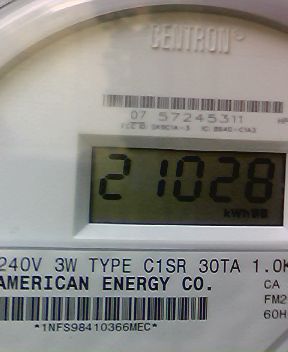 CENTRON®
07 57245311
21028
kWh
240V 3W TYPE C1SR 30TA 1.0K
AMERICAN ENERGY CO. CA
FM2
60H
*1NFS98410366MEC*